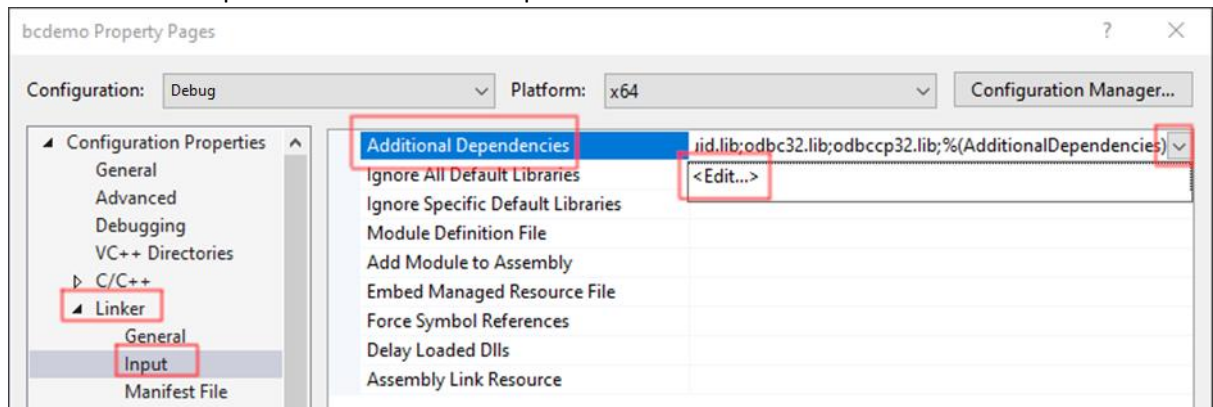 bcdemo Property Pages ? ×
Configuration: Debug Platform: x64 Configuration Manager...
Configuration Properties
General
Advanced
Debugging
VC++ Directories
C/C++
Linker
General
Input
Manifest File
Additional Dependencies uid.lib;odbc32.lib;odbccp32.lib;%(AdditionalDependencies)
Ignore All Default Libraries <Edit...>
Ignore Specific Default Libraries
Module Definition File
Add Module to Assembly
Embed Managed Resource File
Force Symbol References
Delay Loaded Dlls
Assembly Link Resource